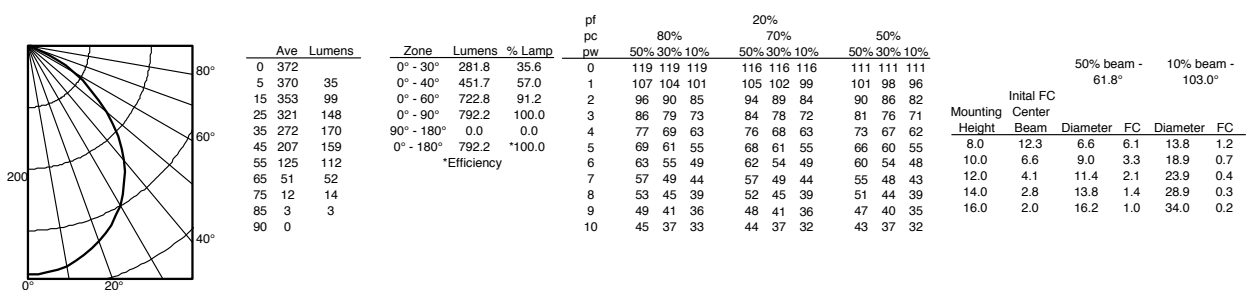 80°
60°
200
40°
0° 20°
Ave Lumens
0 372
5 370 35
15 353 99
25 321 148
35 272 170
45 207 159
55 125 112
65 51 52
75 12 14
85 3 3
90 0
Zone Lumens % Lamp
0° - 30° 281.8 35.6
0° - 40° 451.7 57.0
0° - 60° 722.8 91.2
0° - 90° 792.2 100.0
90° - 180° 0.0 0.0
0° - 180° 792.2 *100.0
*Efficiency
pf 20%
pc 80% 70% 50%
pw 50% 30% 10% 50% 30% 10% 50% 30% 10%
0 119 119 119 116 116 116 111 111 111
1 107 104 101 105 102 99 101 98 96
2 96 90 85 94 89 84 90 86 82
3 86 79 73 84 78 72 81 76 71
4 77 69 63 76 68 63 73 67 62
5 69 61 55 68 61 55 66 60 55
6 63 55 49 62 54 49 60 54 48
7 57 49 44 57 49 44 55 48 43
8 53 45 39 52 45 39 51 44 39
9 49 41 36 48 41 36 47 40 35
10 45 37 33 44 37 32 43 37 32
50% beam - 10% beam -
61.8° 103.0°
Inital FC
Mounting Center
Height Beam Diameter FC Diameter FC
8.0 12.3 6.6 6.1 13.8 1.2
10.0 6.6 9.0 3.3 18.9 0.7
12.0 4.1 11.4 2.1 23.9 0.4
14.0 2.8 13.8 1.4 28.9 0.3
16.0 2.0 16.2 1.0 34.0 0.2